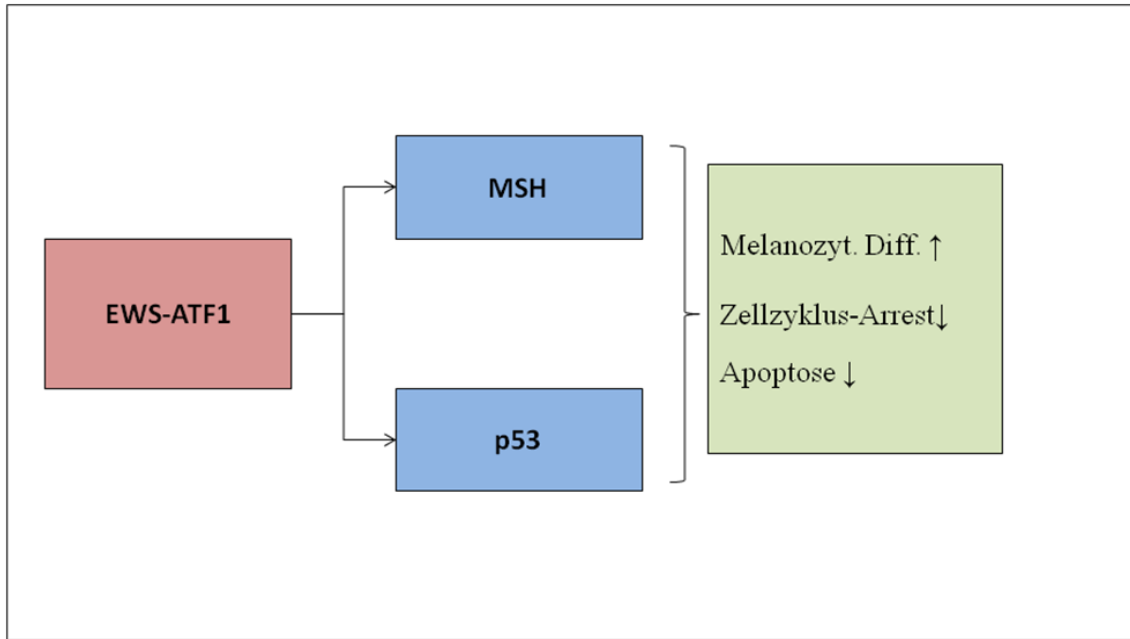 EWS-ATF1
MSH
p53
Melanozyt. Diff. ↑
Zellzyklus-Arrest↓
Apoptose ↓